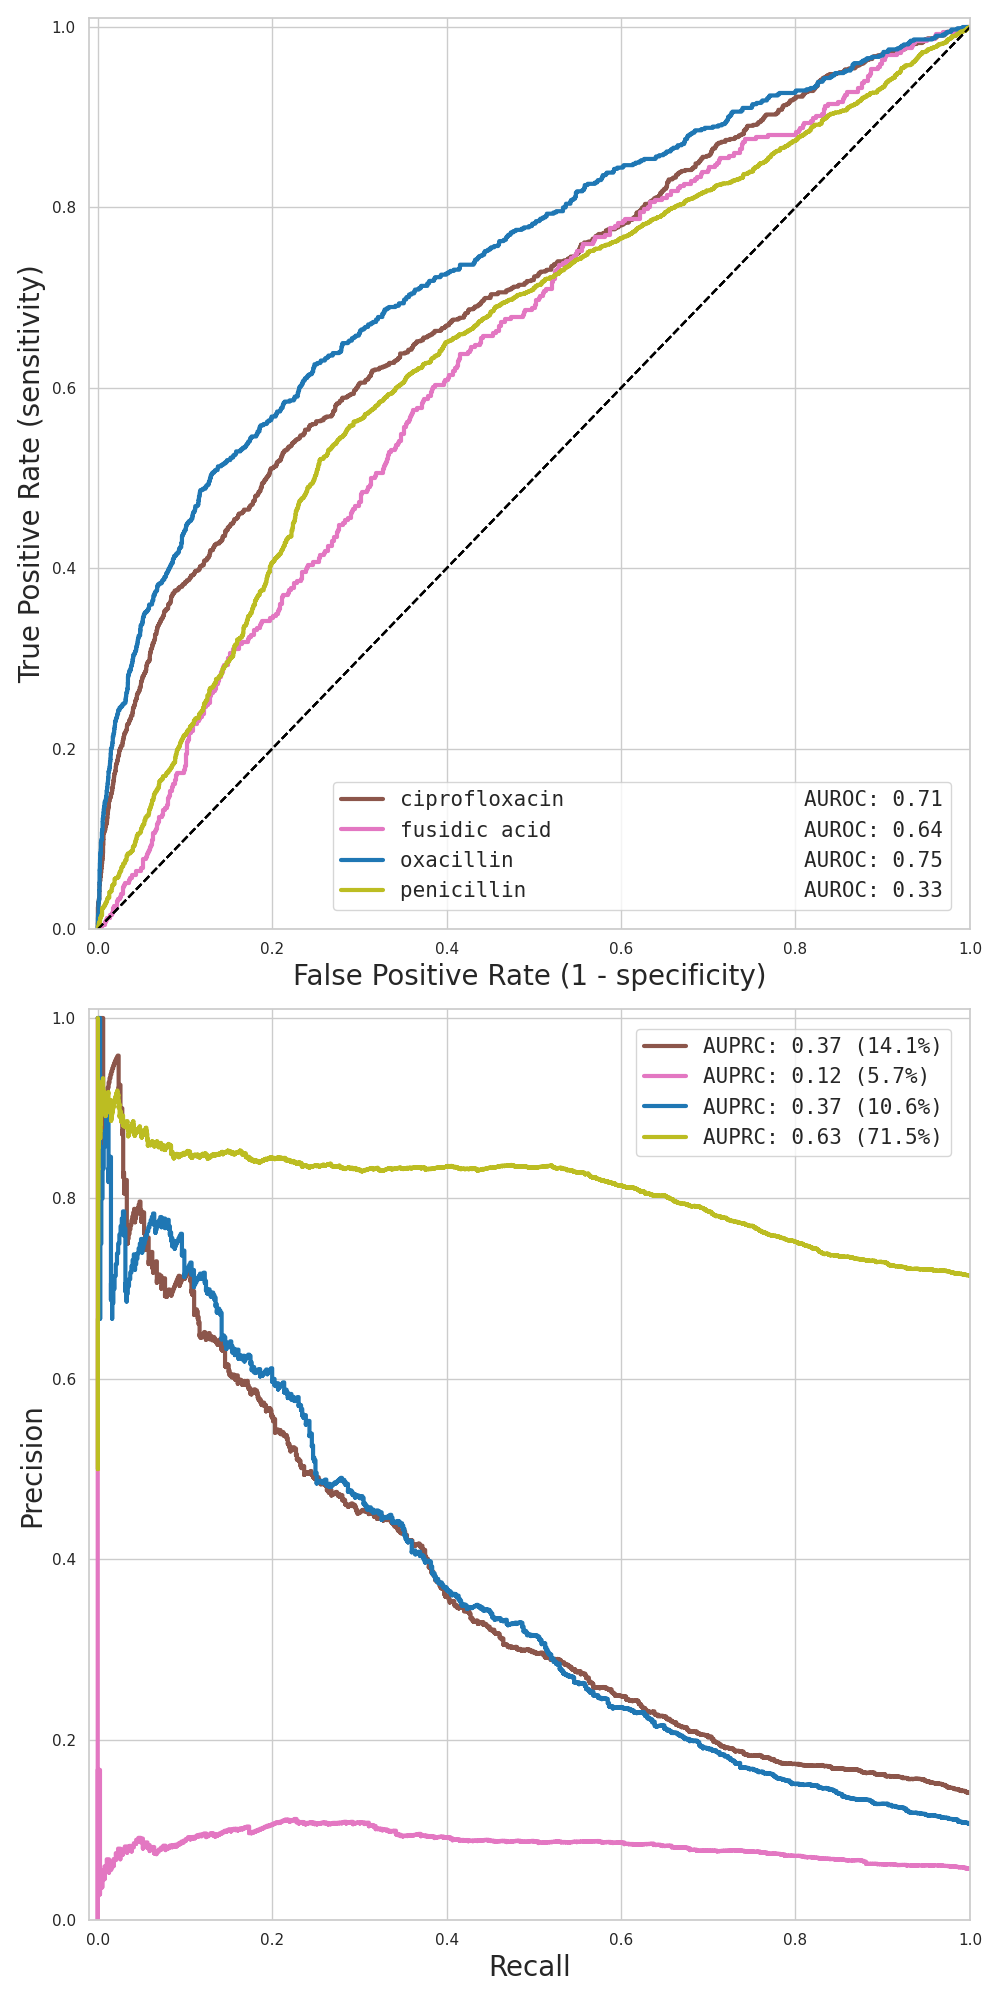 1.0
0.8
0.6
0.4
0.2
0.0
True Positive Rate (sensitivity)
ciprofloxacin AUROC: 0.71
fusidic acid AUROC: 0.64
oxacillin AUROC: 0.75
penicillin AUROC: 0.33
0.0 0.2 0.4 0.6 0.8 1.0
False Positive Rate (1 - specificity)
1.0
0.8
0.6
0.4
0.2
0.0
Precision
AUPRC: 0.37 (14.1%)
AUPRC: 0.12 (5.7%)
AUPRC: 0.37 (10.6%)
AUPRC: 0.63 (71.5%)
0.0 0.2 0.4 0.6 0.8 1.0
Recall